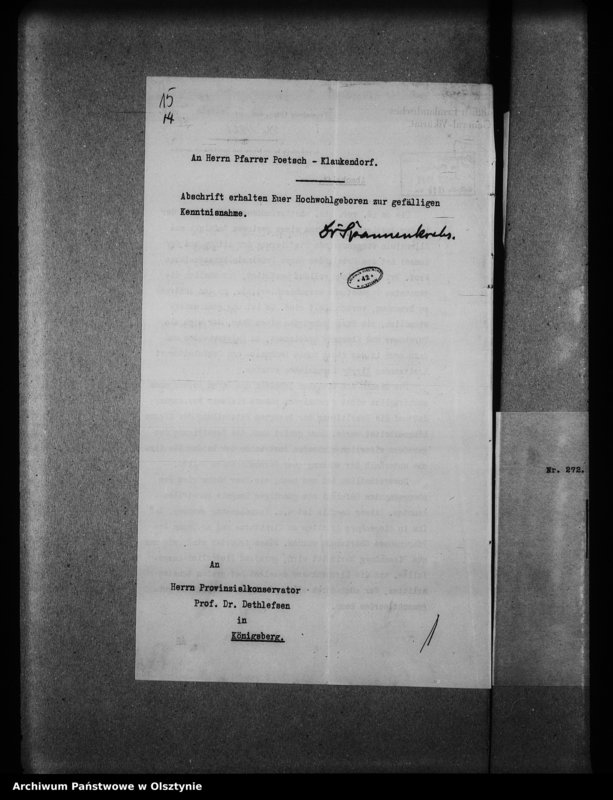 15
14
An Herrn Pfarrer Poetsch - Klaukendorf.
Abschrift erhalten Euer Hochwohlgeboren zur gefälligen
Kenntnisnahme.
An
Herrn Provinzialkonservator
Prof. Dr. Dethlefsen
in
Königsberg.
Nr. 272.
Archiwum Państwowe w Olsztynie